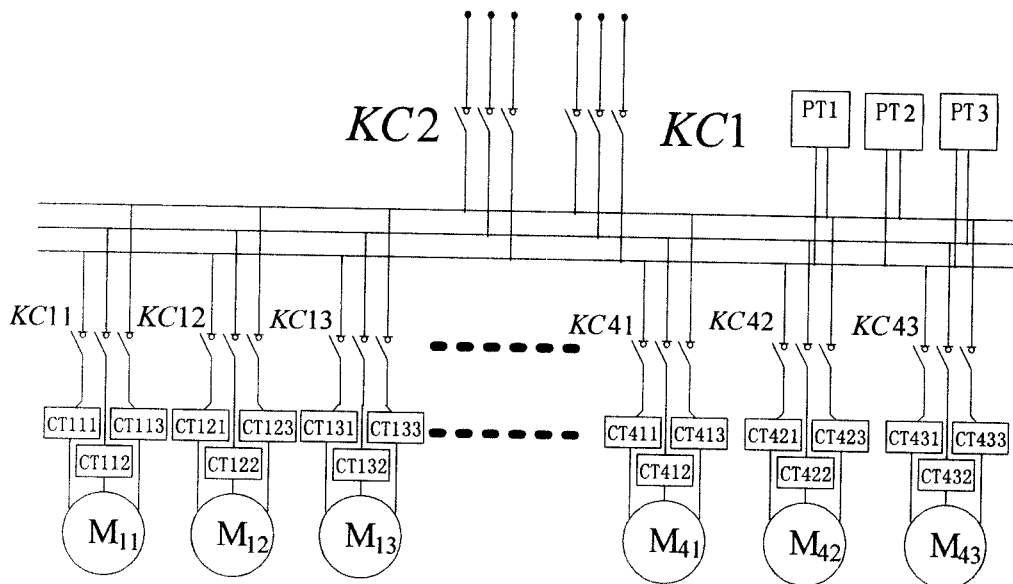 KC2
KC1
PT1 PT2 PT3
KC11 KC12 KC13 KC41 KC42 KC43
CT111 CT113 CT121 CT123 CT131 CT133 CT411 CT413 CT421 CT423 CT431 CT433
CT112 CT122 CT132 CT412 CT422 CT432
M11 M12 M13 M41 M42 M43